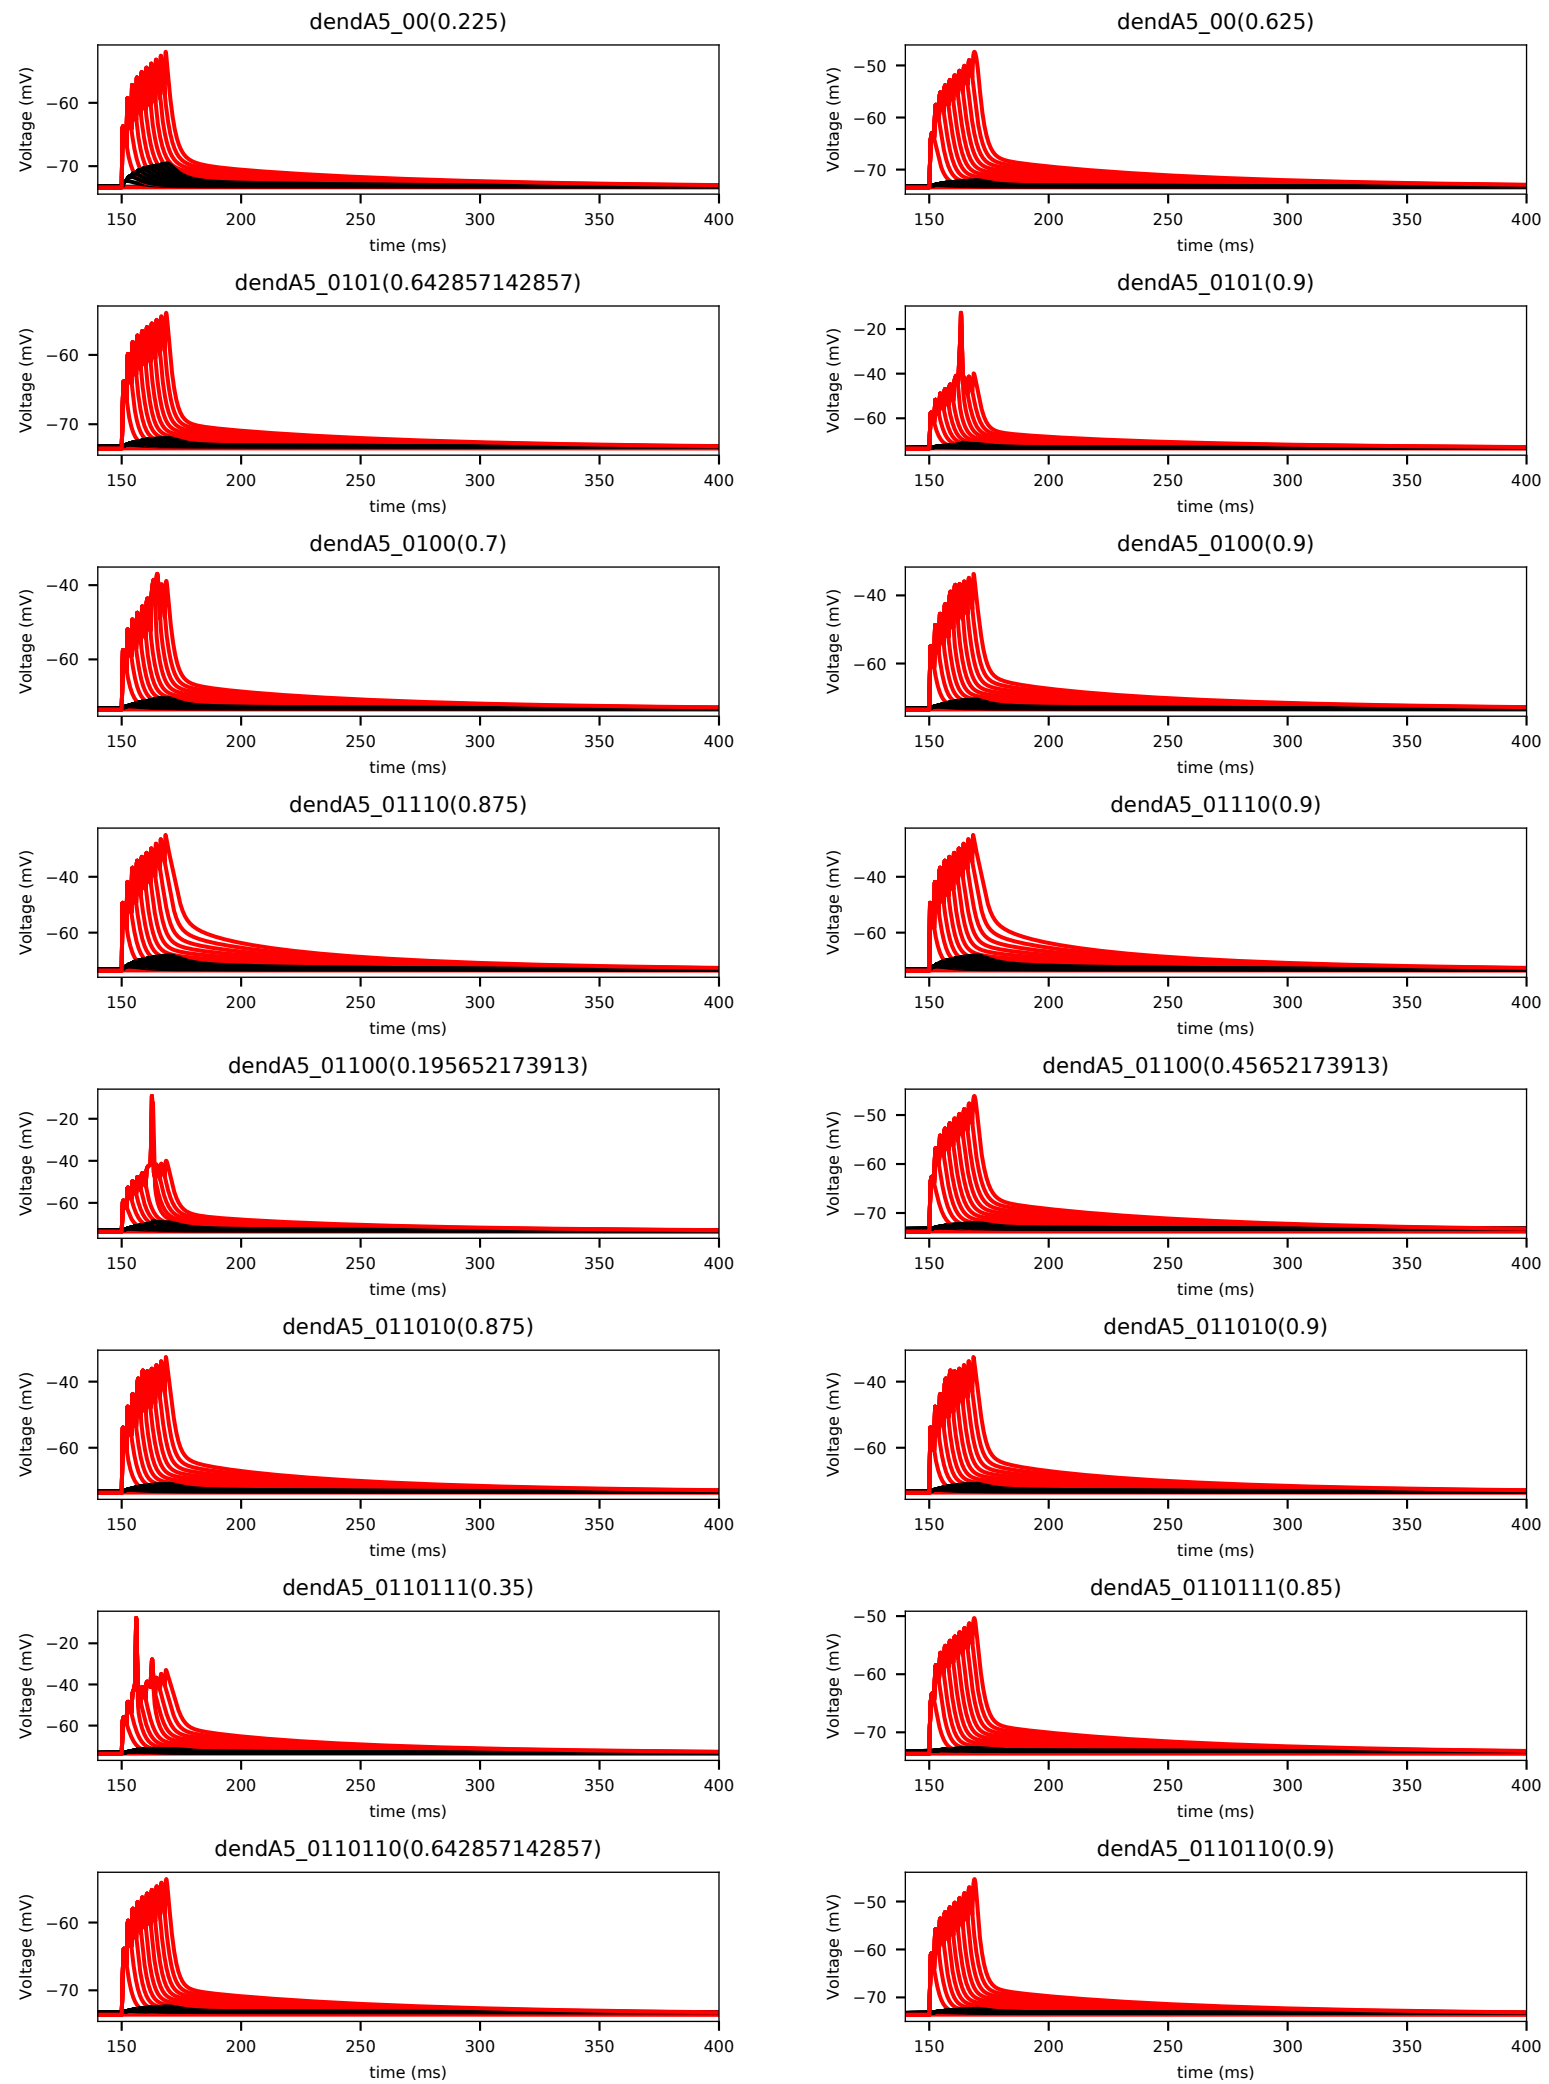 dendA5_00(0.225)
Voltage (mV)
−60
−70
150 200 250 300 350 400
time (ms)
dendA5_00(0.625)
Voltage (mV)
−50
−60
−70
150 200 250 300 350 400
time (ms)
dendA5_0101(0.642857142857)
Voltage (mV)
−60
−70
150 200 250 300 350 400
time (ms)
dendA5_0101(0.9)
Voltage (mV)
−20
−40
−60
150 200 250 300 350 400
time (ms)
dendA5_0100(0.7)
Voltage (mV)
−40
−60
150 200 250 300 350 400
time (ms)
dendA5_0100(0.9)
Voltage (mV)
−40
−60
150 200 250 300 350 400
time (ms)
dendA5_01110(0.875)
Voltage (mV)
−40
−60
150 200 250 300 350 400
time (ms)
dendA5_01110(0.9)
Voltage (mV)
−40
−60
150 200 250 300 350 400
time (ms)
dendA5_01100(0.195652173913)
Voltage (mV)
−20
−40
−60
150 200 250 300 350 400
time (ms)
dendA5_01100(0.45652173913)
Voltage (mV)
−50
−60
−70
150 200 250 300 350 400
time (ms)
dendA5_011010(0.875)
Voltage (mV)
−40
−60
150 200 250 300 350 400
time (ms)
dendA5_011010(0.9)
Voltage (mV)
−40
−60
150 200 250 300 350 400
time (ms)
dendA5_0110111(0.35)
Voltage (mV)
−20
−40
−60
150 200 250 300 350 400
time (ms)
dendA5_0110111(0.85)
Voltage (mV)
−50
−60
−70
150 200 250 300 350 400
time (ms)
dendA5_0110110(0.642857142857)
Voltage (mV)
−60
−70
150 200 250 300 350 400
time (ms)
dendA5_0110110(0.9)
Voltage (mV)
−50
−60
−70
150 200 250 300 350 400
time (ms)